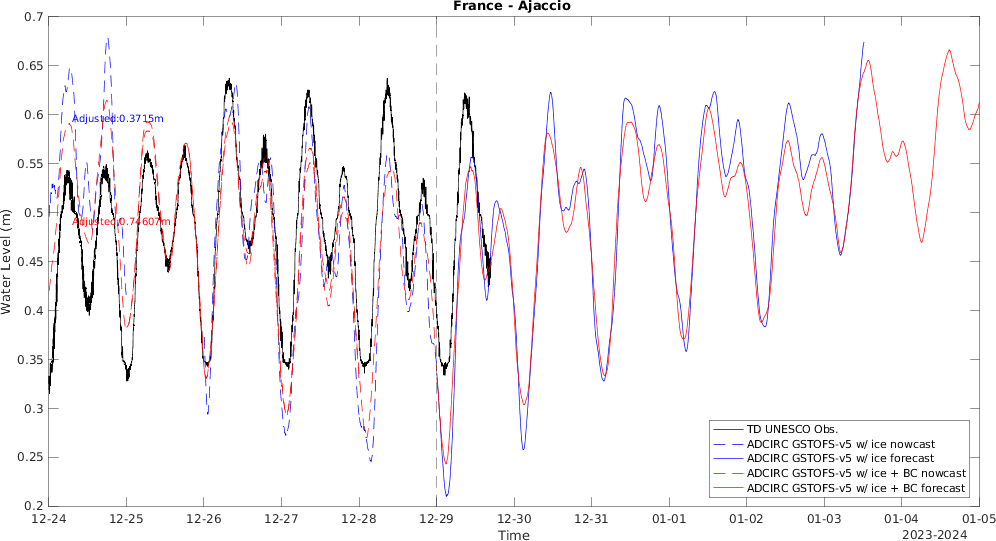 France - Ajaccio
0.7
0.65
0.6
0.55
0.5
0.45
0.4
0.35
0.3
0.25
0.2
Water Level (m)
Adjusted:0.3715m
Adjusted:0.74607m
TD UNESCO Obs.
ADCIRC GSTOFS-v5 w/ ice nowcast
ADCIRC GSTOFS-v5 w/ ice forecast
ADCIRC GSTOFS-v5 w/ ice + BC nowcast
ADCIRC GSTOFS-v5 w/ ice + BC forecast
12-24 12-25 12-26 12-27 12-28 12-29 12-30 12-31 01-01 01-02 01-03 01-04 01-05
Time
2023-2024